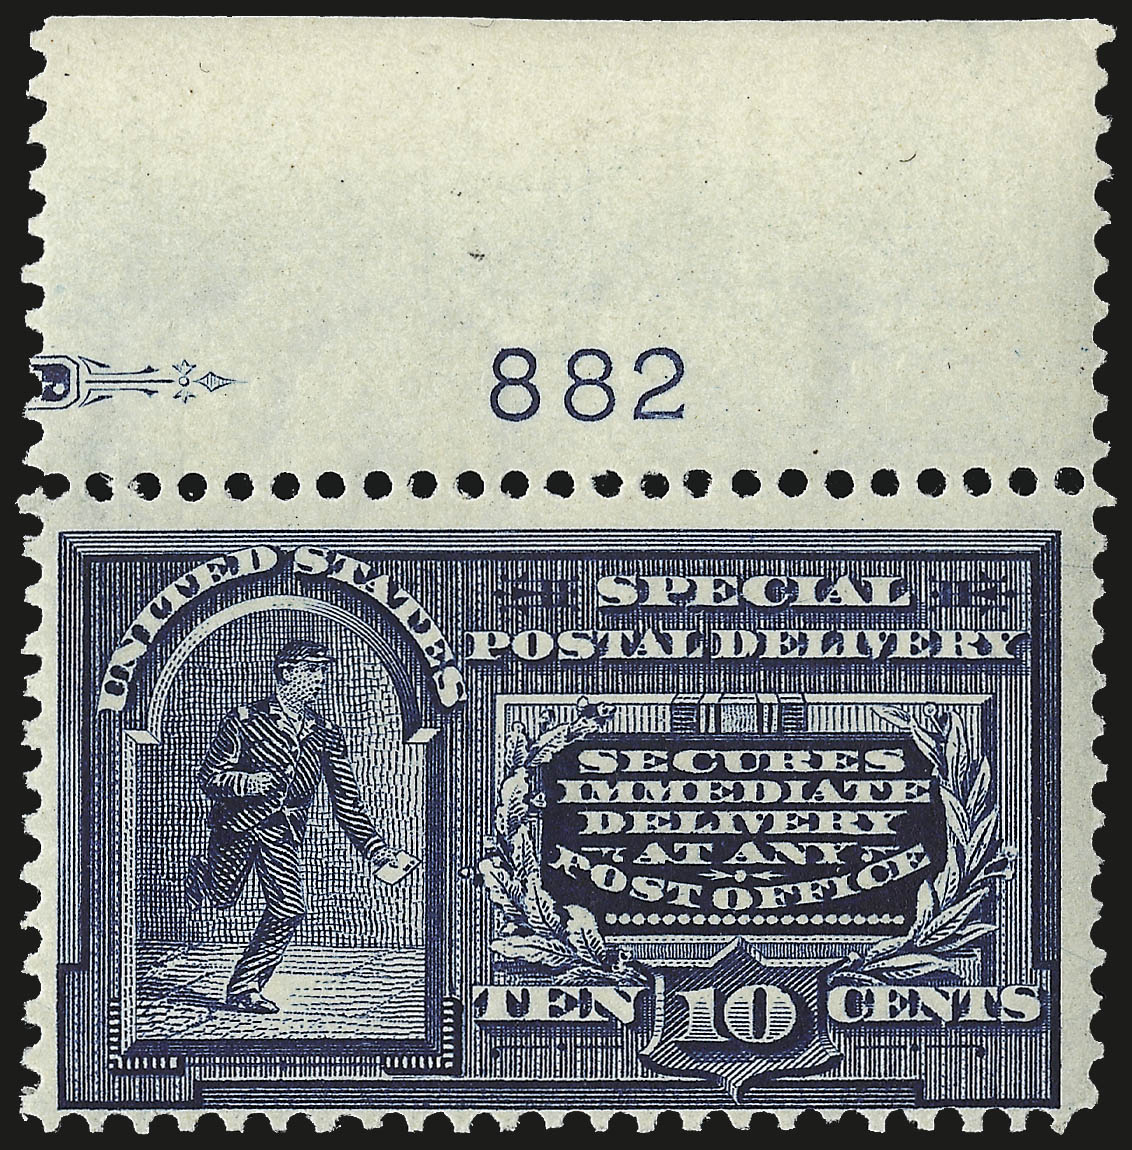 882
UNITED STATES
SPECIAL
POSTAL DELIVERY
SECURES
IMMEDIATE
DELIVERY
AT ANY
POST OFFICE
TEN 10 CENTS